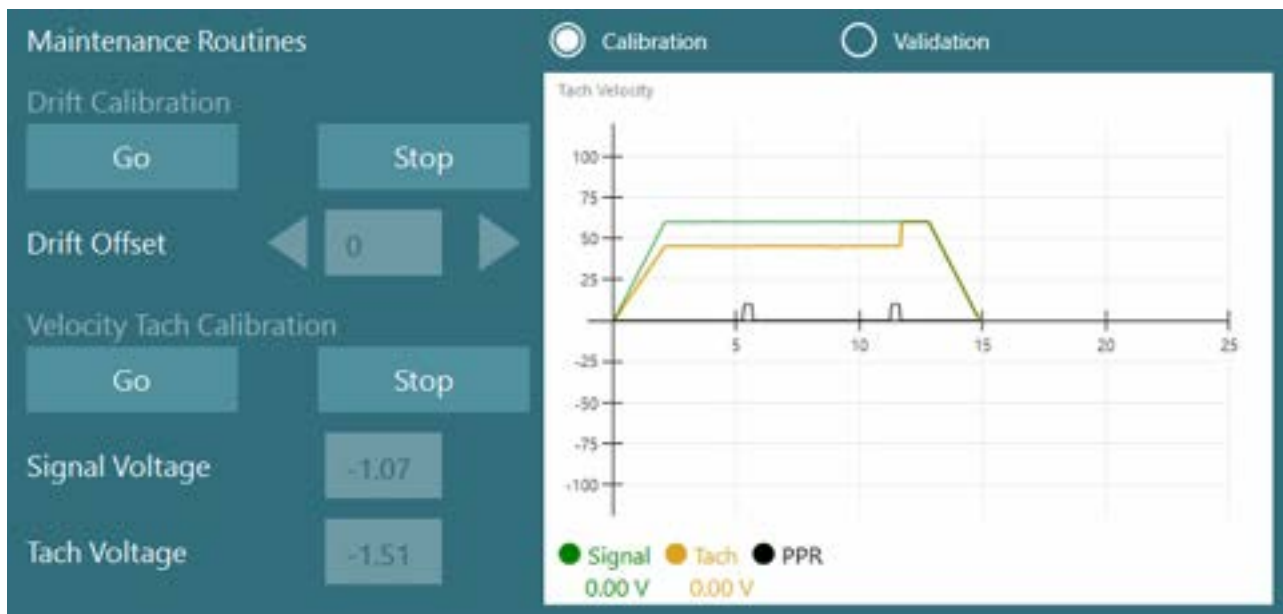 Maintenance Routines
Drift Calibration
Go Stop
Drift Offset 0
Velocity Tach Calibration
Go Stop
Signal Voltage -1.07
Tach Voltage -1.51
Calibration Validation
Tach Velocity
100
75
50
25
5 10 15 20 25
-25
-50
-75
-100
Signal Tach PPR
0.00 V 0.00 V